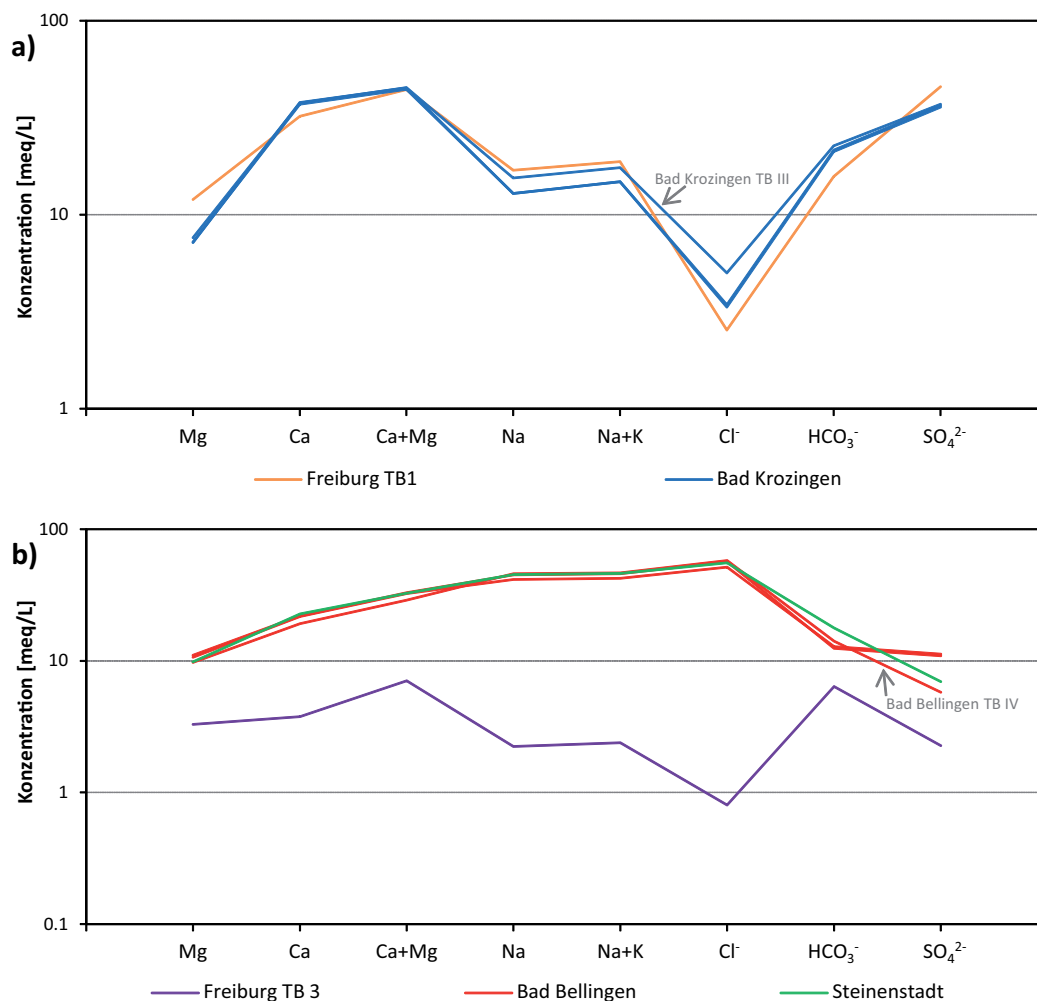 a)
Konzentration [meq/L]
100
10
1
Bad Krozingen TB III
Mg Ca Ca+Mg Na Na+K Cl⁻ HCO₃⁻ SO₄²⁻
Freiburg TB1 Bad Krozingen
b)
Konzentration [meq/L]
100
10
1
0.1
Bad Bellingen TB IV
Mg Ca Ca+Mg Na Na+K Cl⁻ HCO₃⁻ SO₄²⁻
Freiburg TB 3 Bad Bellingen Steinenstadt